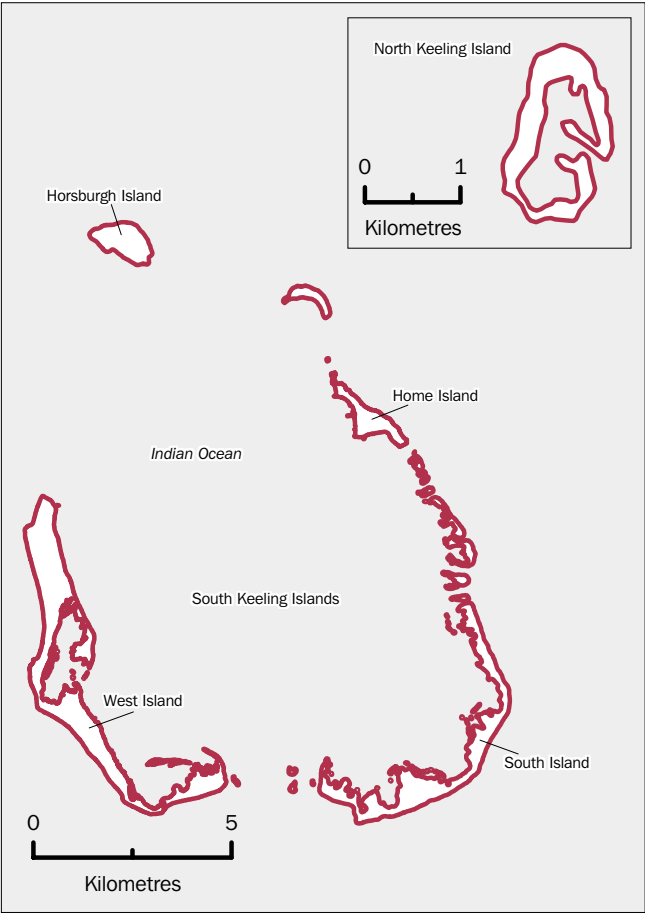 North Keeling Island
0 1
Kilometres
Horsburgh Island
Home Island
Indian Ocean
South Keeling Islands
West Island
South Island
0 5
Kilometres